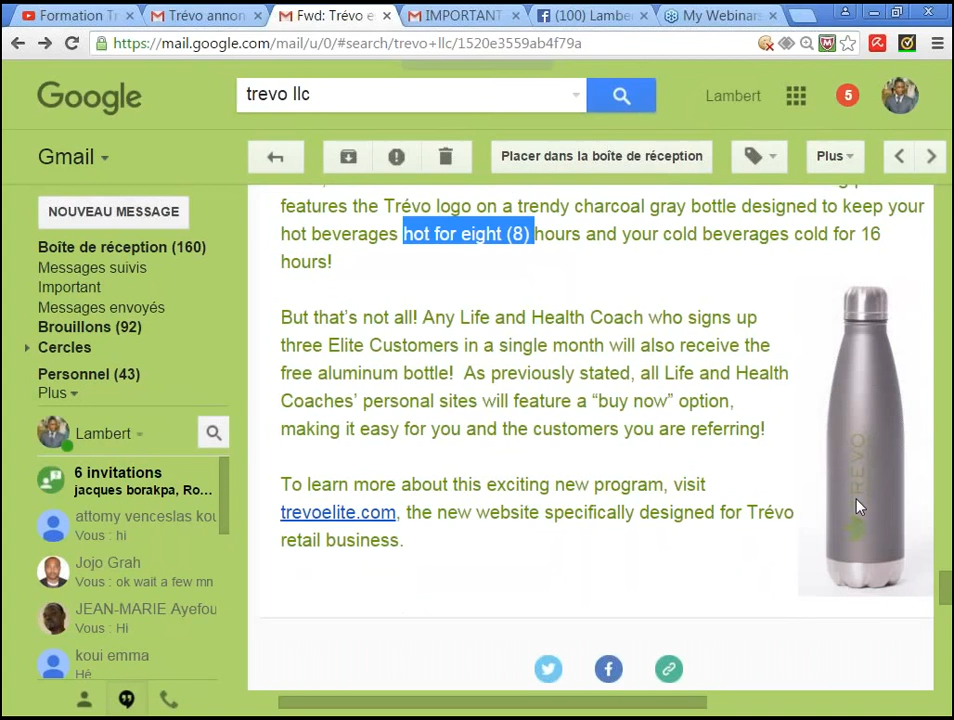 Formation Tr
Trévo annon
Fwd: Trévo e
IMPORTANT
(100) Lambe
My Webinar
https://mail.google.com/mail/u/0/#search/trevo+llc/1520e3559ab4f79a
Google
trevo llc
Lambert
5
Gmail
Placer dans la boîte de réception
Plus
NOUVEAU MESSAGE
Boîte de réception (160)
Messages suivis
Important
Messages envoyés
Brouillons (92)
Cercles
Personnel (43)
Plus
Lambert
6 invitations
jacques borakpa, Ro...
attomy venceslas kou
Vous : hi
Jojo Grah
Vous : ok wait a few mn
JEAN-MARIE Ayefou
Vous : Hi
koui emma
Hé
features the Trévo logo on a trendy charcoal gray bottle designed to keep your
hot beverages hot for eight (8) hours and your cold beverages cold for 16
hours!
But that's not all! Any Life and Health Coach who signs up
three Elite Customers in a single month will also receive the
free aluminum bottle! As previously stated, all Life and Health
Coaches' personal sites will feature a “buy now” option,
making it easy for you and the customers you are referring!
To learn more about this exciting new program, visit
trevoelite.com, the new website specifically designed for Trévo
retail business.
TREVO